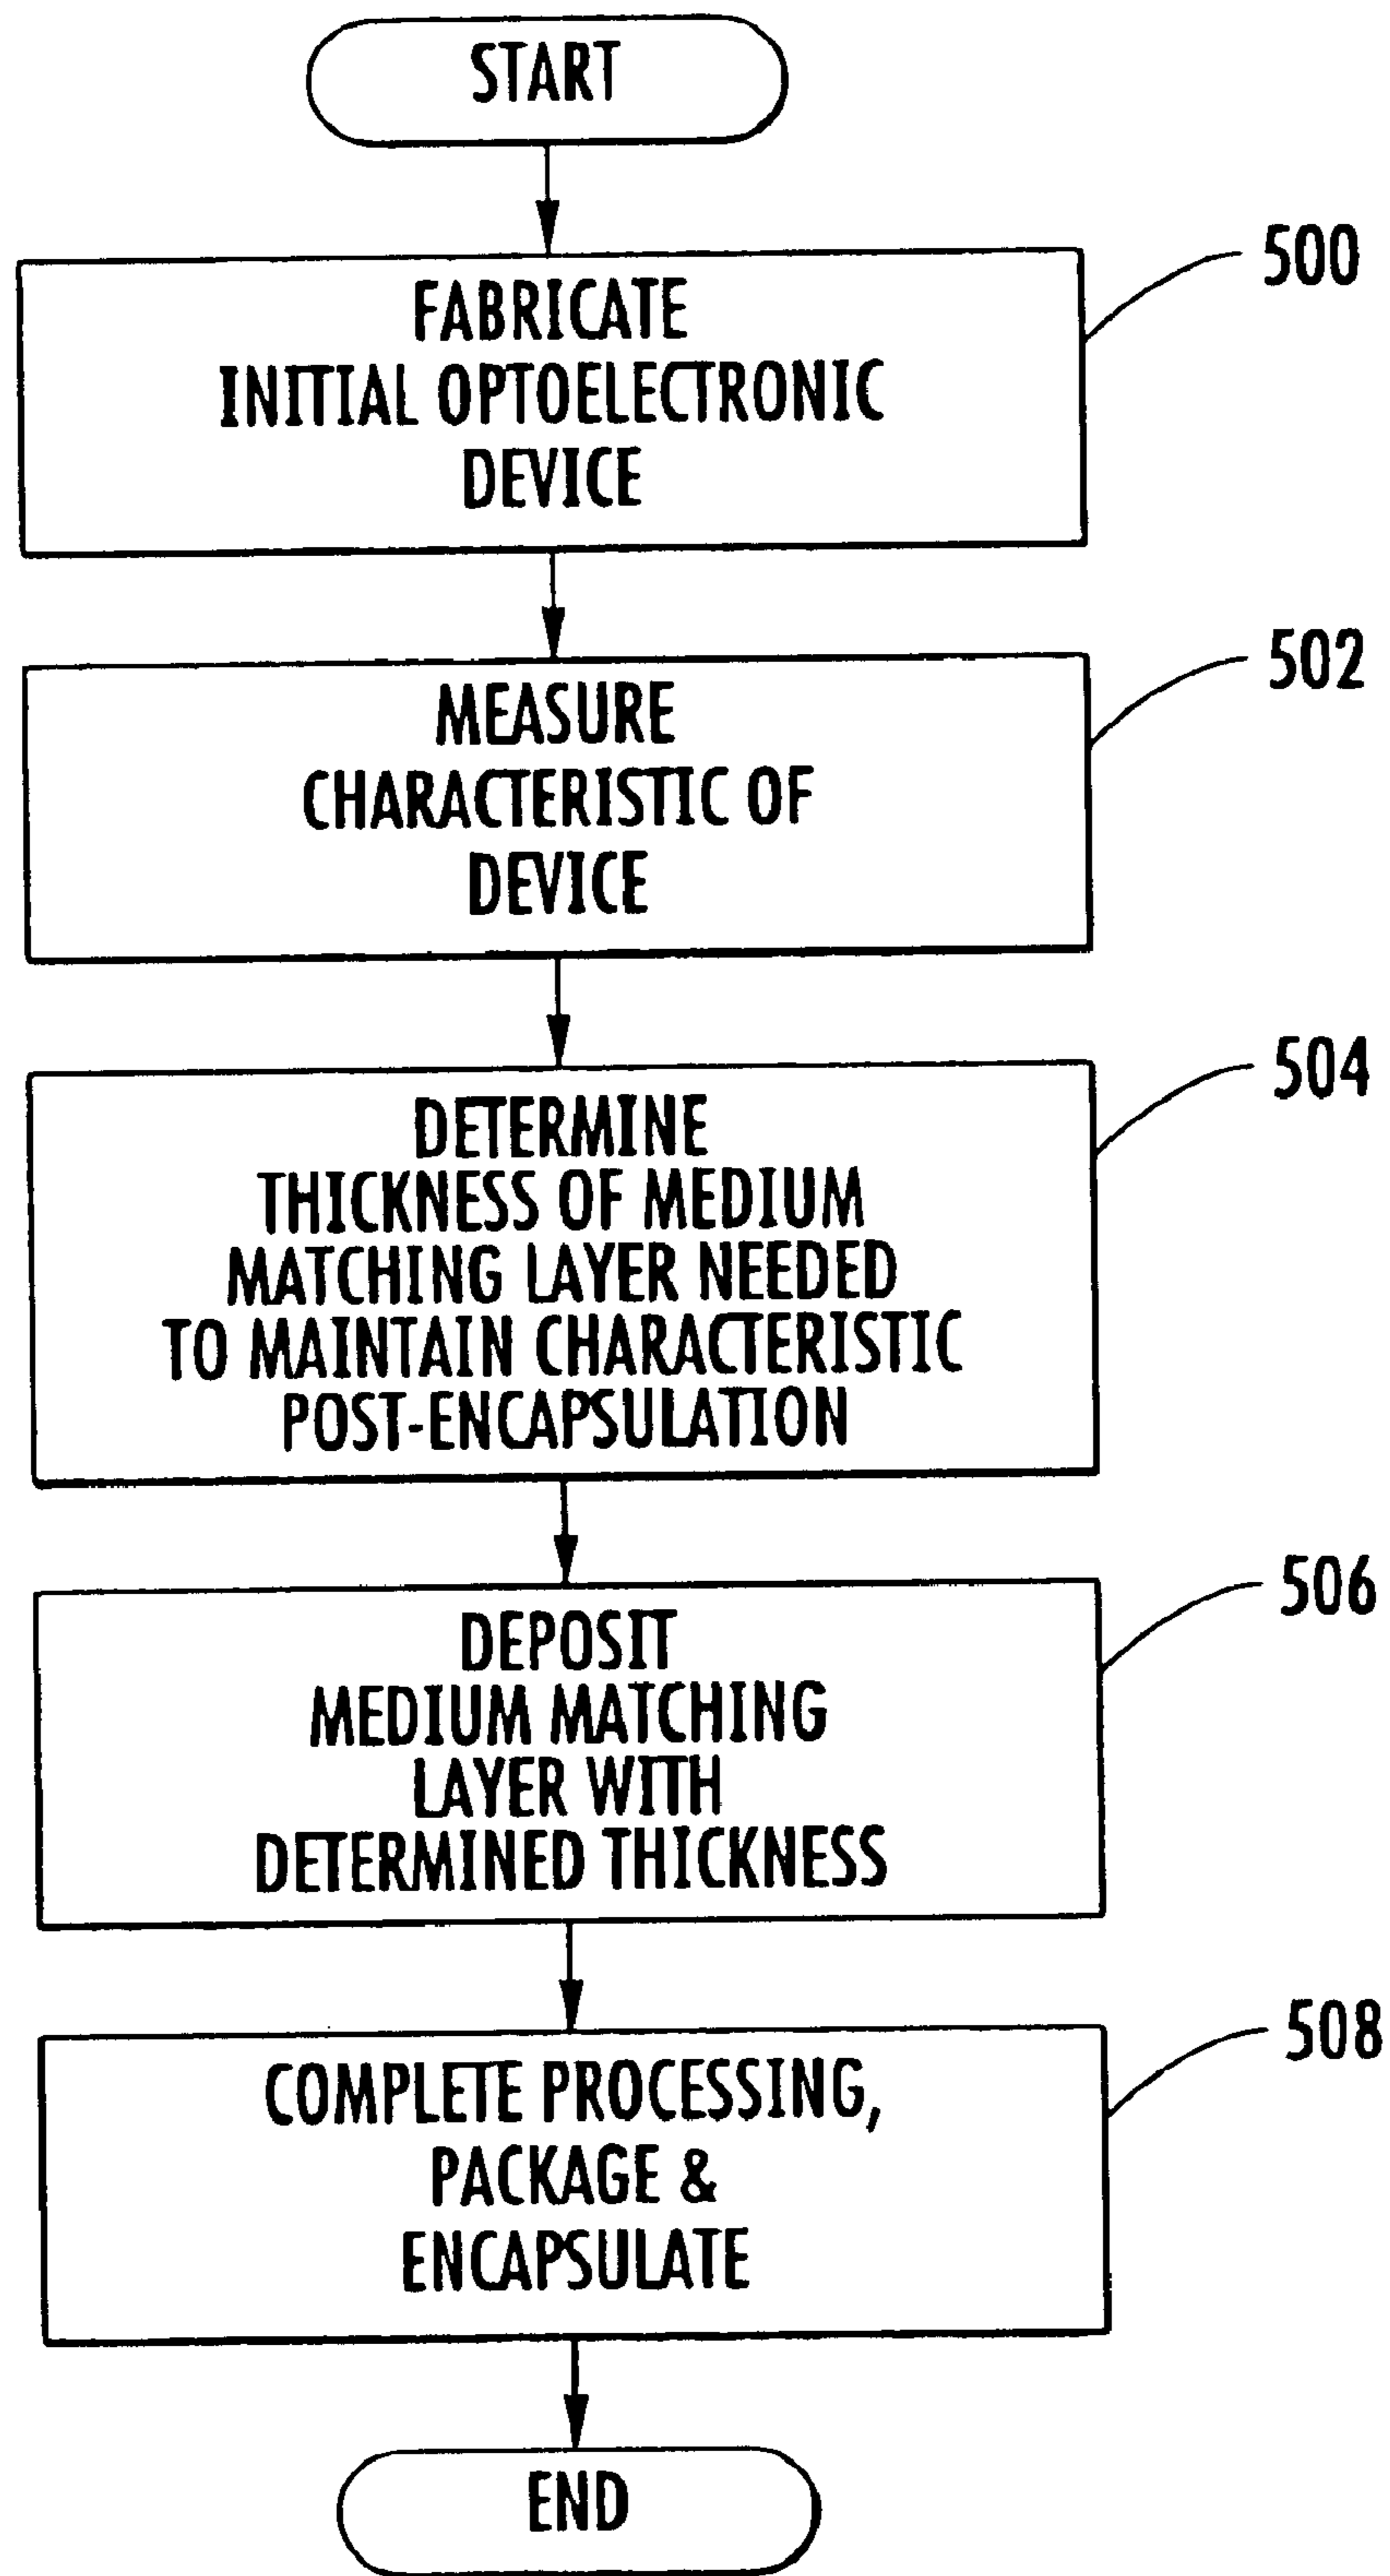 START
500
FABRICATE
INITIAL OPTOELECTRONIC
DEVICE
502
MEASURE
CHARACTERISTIC OF
DEVICE
504
DETERMINE
THICKNESS OF MEDIUM
MATCHING LAYER NEEDED
TO MAINTAIN CHARACTERISTIC
POST-ENCAPSULATION
506
DEPOSIT
MEDIUM MATCHING
LAYER WITH
DETERMINED THICKNESS
508
COMPLETE PROCESSING,
PACKAGE &
ENCAPSULATE
END